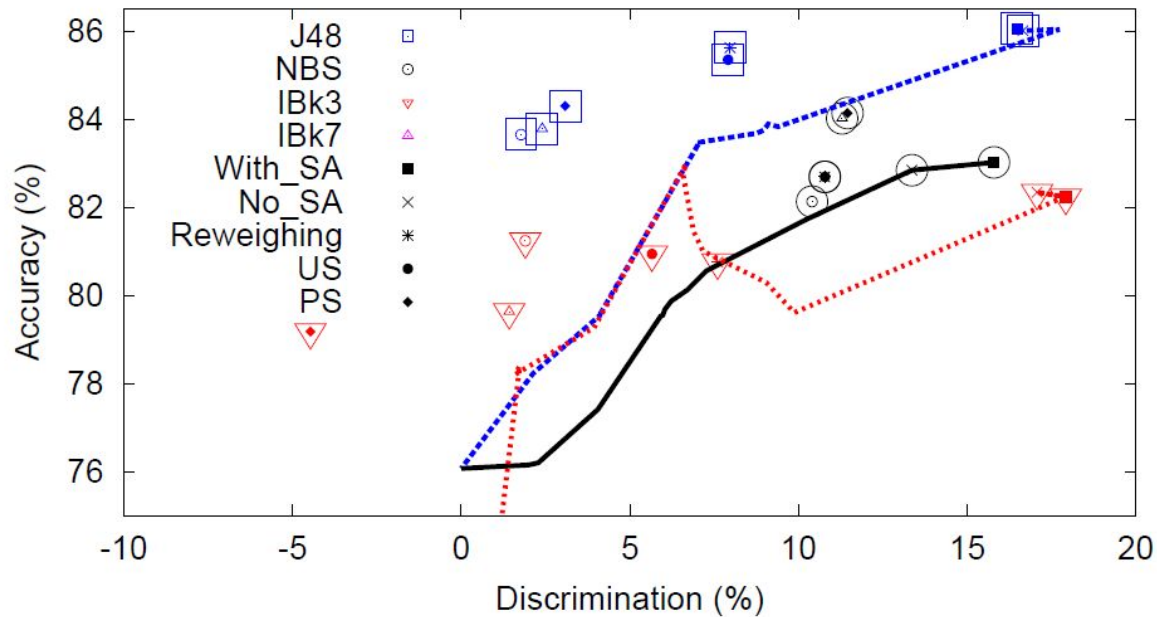 86
84
82
80
78
76
Accuracy (%)
J48
NBS
IBk3
IBk7
With_SA
No_SA
Reweighing
US
PS
-10
-5
0
5
10
15
20
Discrimination (%)